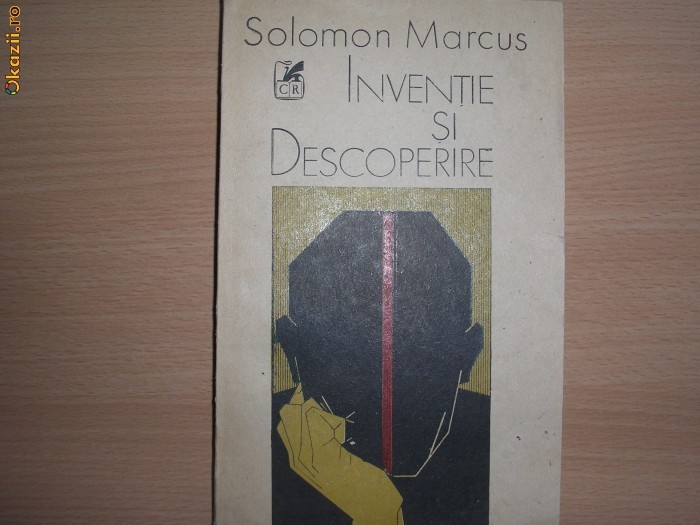 Okazii.ro
Solomon Marcus
CR
INVENȚIE
ȘI
DESCOPERIRE